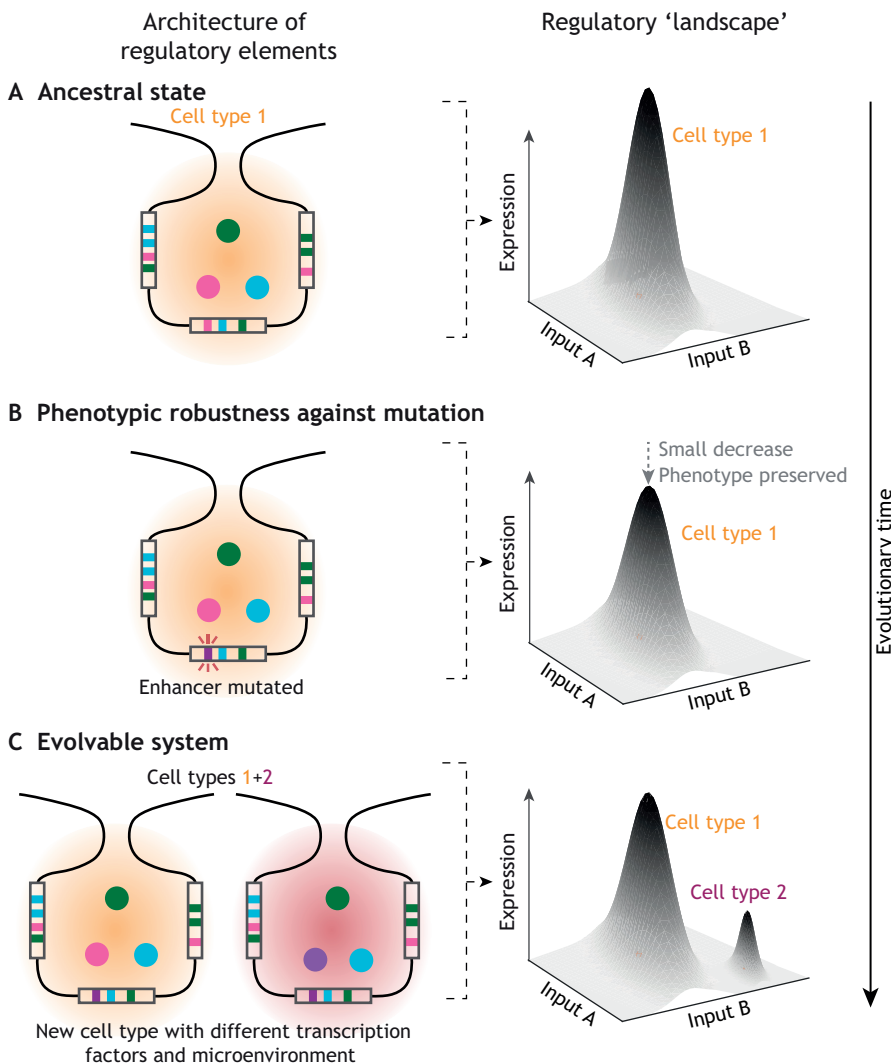 Architecture of
regulatory elements
Regulatory ‘landscape’
A Ancestral state
Cell type 1
Cell type 1
Expression
Input A
Input B
B Phenotypic robustness against mutation
Small decrease
Phenotype preserved
Cell type 1
Expression
Input A
Input B
Enhancer mutated
C Evolvable system
Cell types 1+2
Cell type 1
Cell type 2
Expression
Input A
Input B
New cell type with different transcription
factors and microenvironment
Evolutionary time